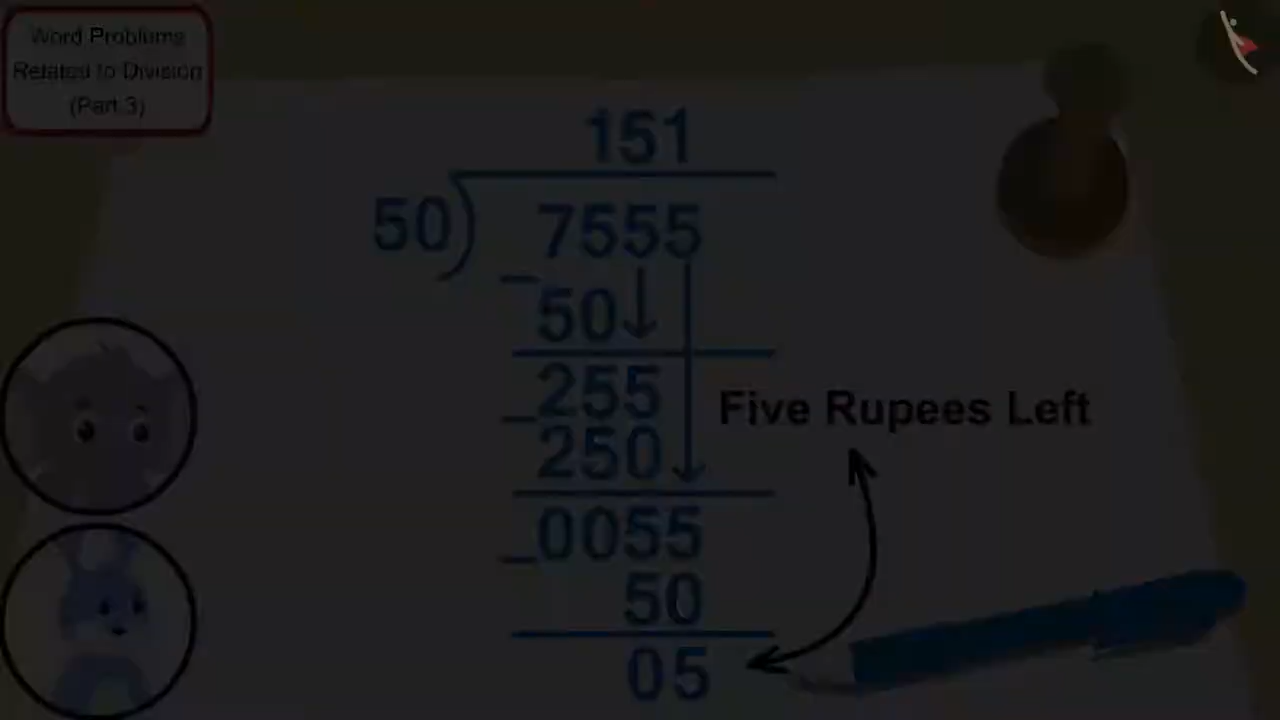 Word Problems
Related to Division
(Part 3)
151
50) 7555
_
50
255
_
250
Five Rupees Left
0055
_
50
05